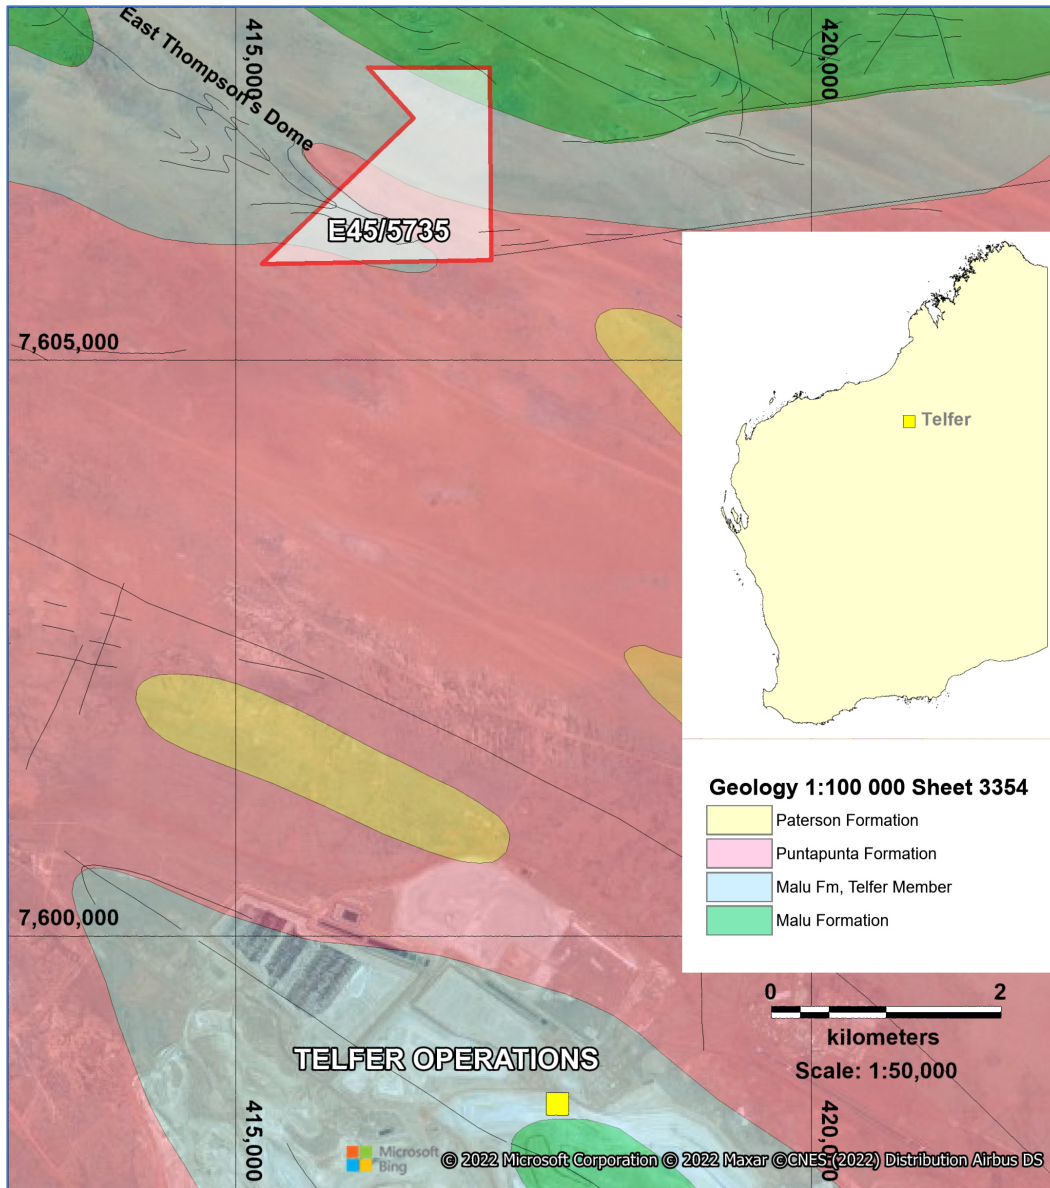 East Thompson's Dome
415,000
420,000
E45/5735
7,605,000
Telfer
Geology 1:100 000 Sheet 3354
Paterson Formation
Puntapunta Formation
Malu Fm, Telfer Member
Malu Formation
7,600,000
0 2
kilometers
Scale: 1:50,000
TELFER OPERATIONS
415,000
420,000
Microsoft
Bing
© 2022 Microsoft Corporation © 2022 Maxar ©CNES (2022) Distribution Airbus DS